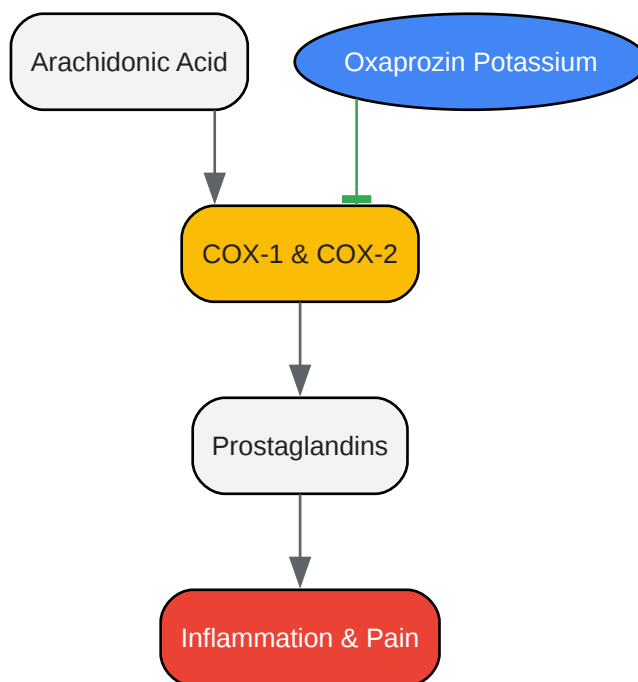 Arachidonic Acid
Oxaprozin Potassium
COX-1 & COX-2
Prostaglandins
Inflammation & Pain